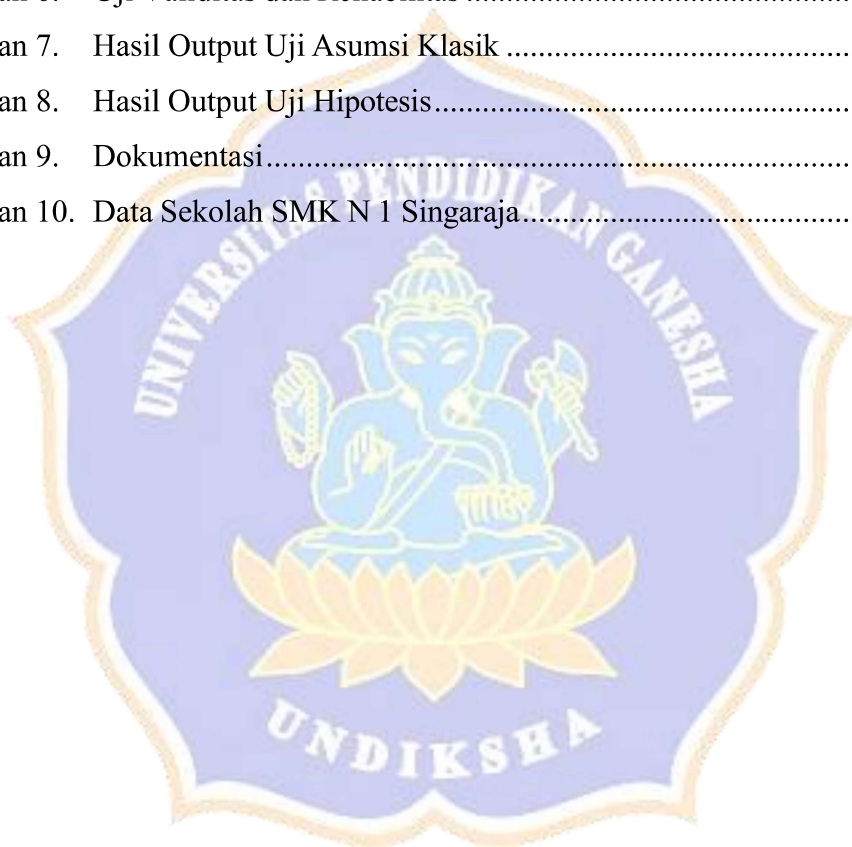 an 7. Hasil Output Uji Asumsi Klasik ..........................................
an 8. Hasil Output Uji Hipotesis....................................................
an 9. Dokumentasi.........................................................................
an 10. Data Sekolah SMK N 1 Singaraja.........................................
UNIVERSITAS PENDIDIKAN GANESHA
UNDIKSHA